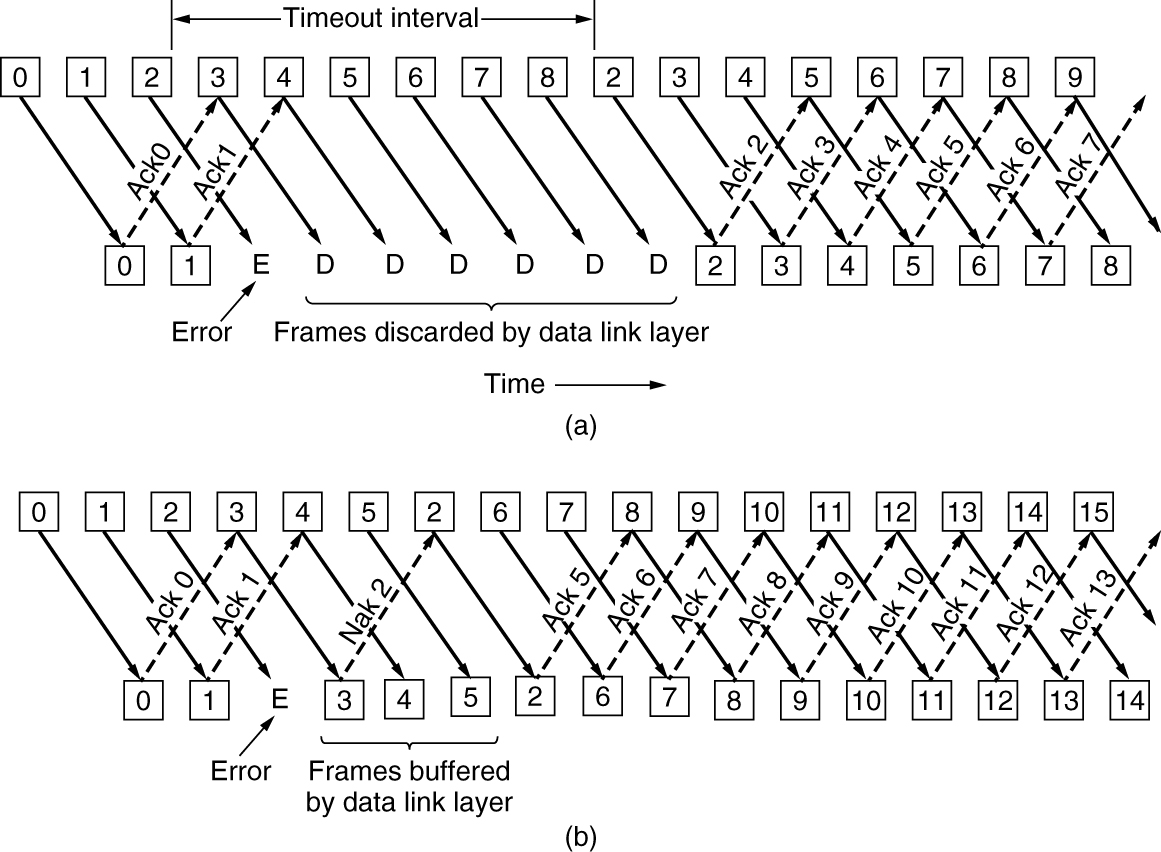 Timeout interval
0 1 2 3 4 5 6 7 8 2 3 4 5 6 7 8 9
Ack0 Ack1 Ack 2 Ack 3 Ack 4 Ack 5 Ack 6 Ack 7
0 1 E D D D D D D 2 3 4 5 6 7 8
Error
Frames discarded by data link layer
Time
(a)
0 1 2 3 4 5 2 6 7 8 9 10 11 12 13 14 15
Ack 0 Ack 1 Nak 2 Ack 5 Ack 6 Ack 7 Ack 8 Ack 9 Ack 10 Ack 11 Ack 12 Ack 13
0 1 E 3 4 5 2 6 7 8 9 10 11 12 13 14
Error
Frames buffered
by data link layer
(b)